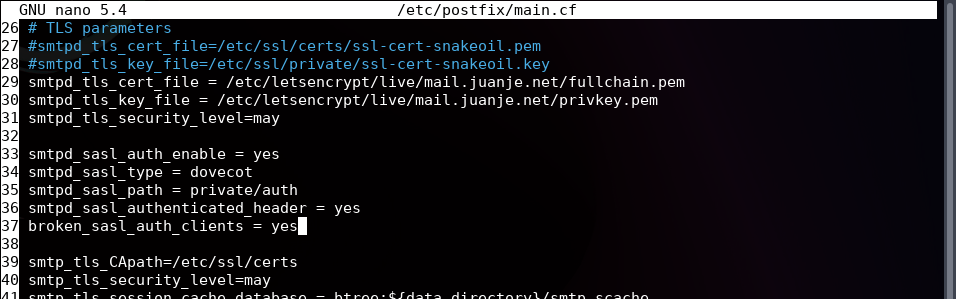 GNU nano 5.4 /etc/postfix/main.cf
26 # TLS parameters
27 #smtpd_tls_cert_file=/etc/ssl/certs/ssl-cert-snakeoil.pem
28 #smtpd_tls_key_file=/etc/ssl/private/ssl-cert-snakeoil.key
29 smtpd_tls_cert_file = /etc/letsencrypt/live/mail.juanje.net/fullchain.pem
30 smtpd_tls_key_file = /etc/letsencrypt/live/mail.juanje.net/privkey.pem
31 smtpd_tls_security_level=may
32
33 smtpd_sasl_auth_enable = yes
34 smtpd_sasl_type = dovecot
35 smtpd_sasl_path = private/auth
36 smtpd_sasl_authenticated_header = yes
37 broken_sasl_auth_clients = yes
38
39 smtp_tls_CApath=/etc/ssl/certs
40 smtp_tls_security_level=may
41 smtp_tls_session_cache_database = btree:${data_directory}/smtp_scache